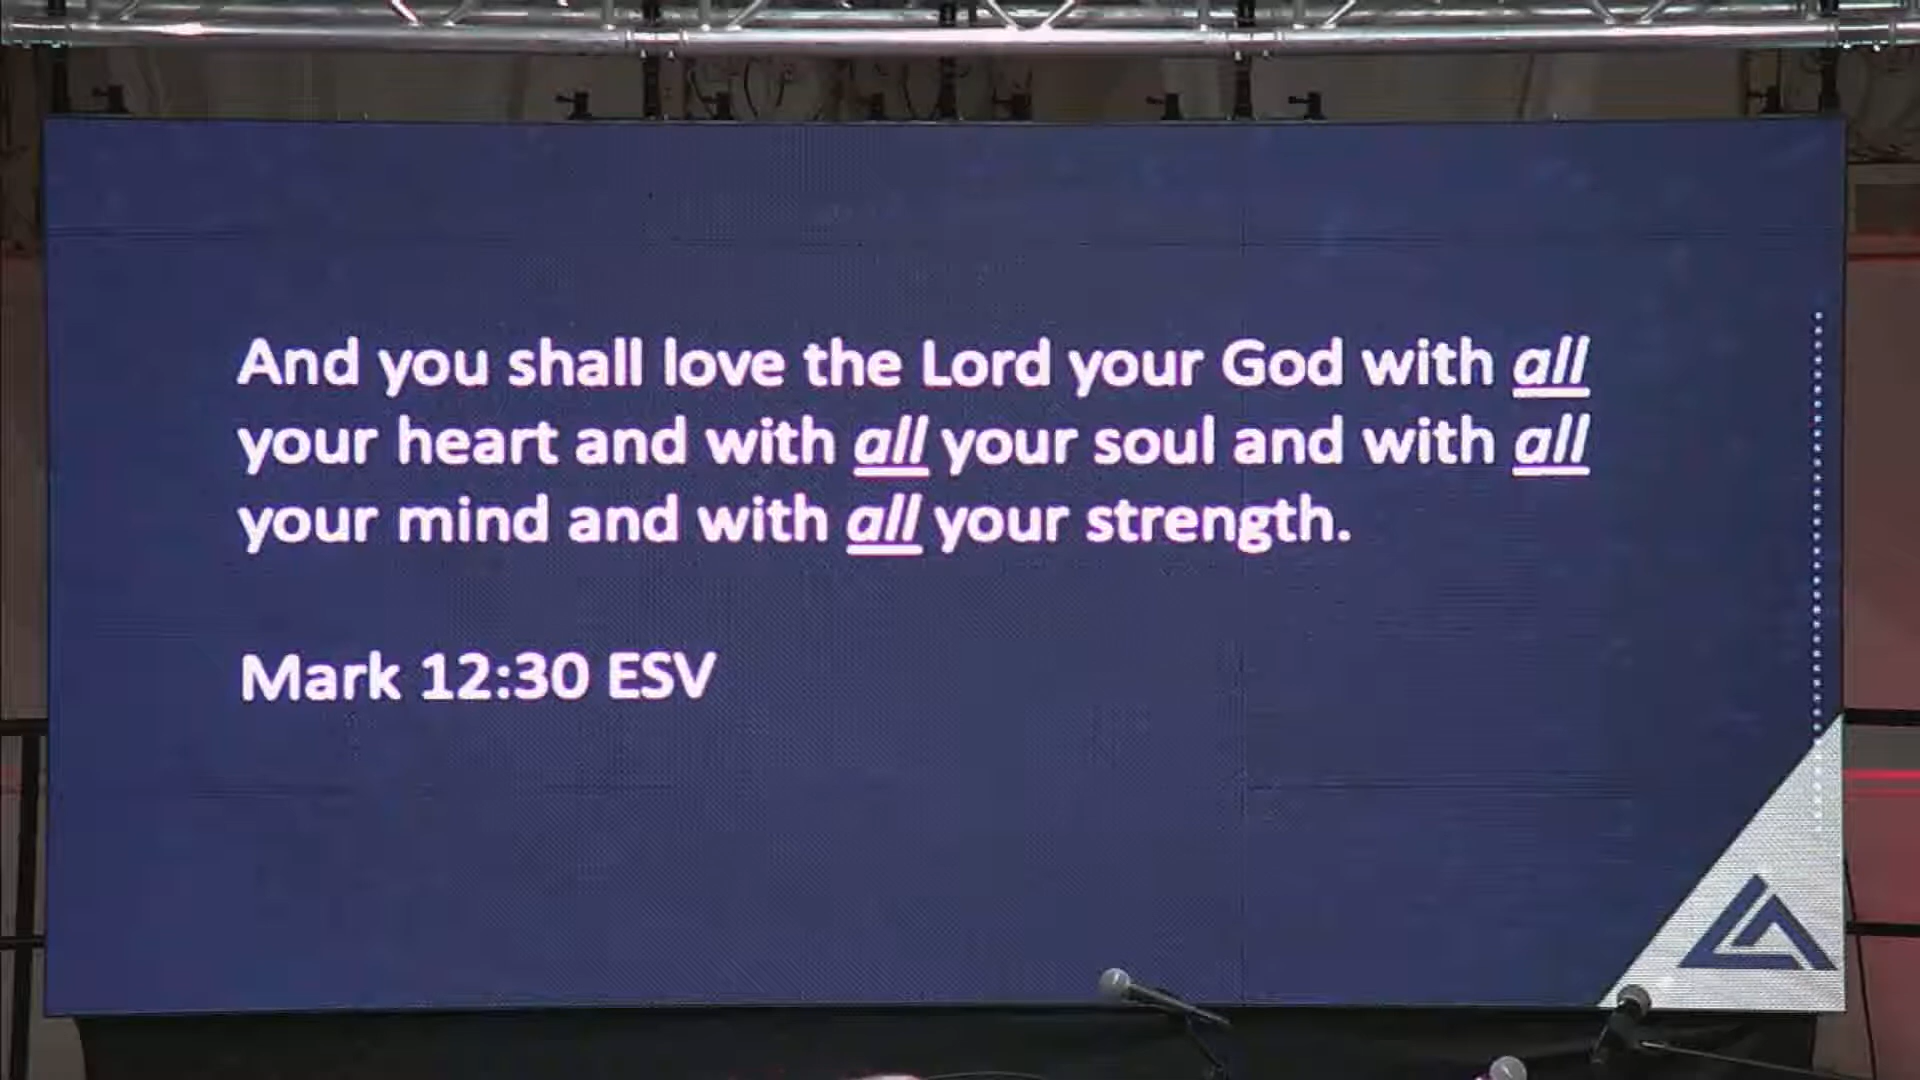 And you shall love the Lord your God with all
your heart and with all your soul and with all
your mind and with all your strength.
Mark 12:30 ESV